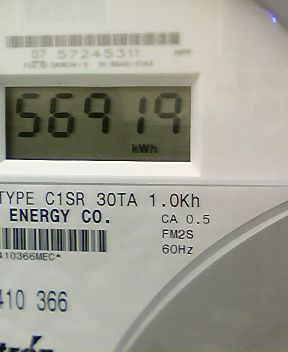 07 57245311
56919
kWh
TYPE C1SR 30TA 1.0Kh
ENERGY CO.
CA 0.5
FM2S
60Hz
410366MEC*
410 366